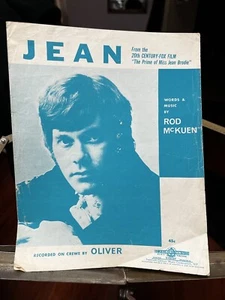 JEAN
From the
20th CENTURY-FOX FILM
"The Prime of Miss Jean Brodie"
WORDS &
MUSIC
BY
ROD
McKUEN
RECORDED ON CREWE BY OLIVER